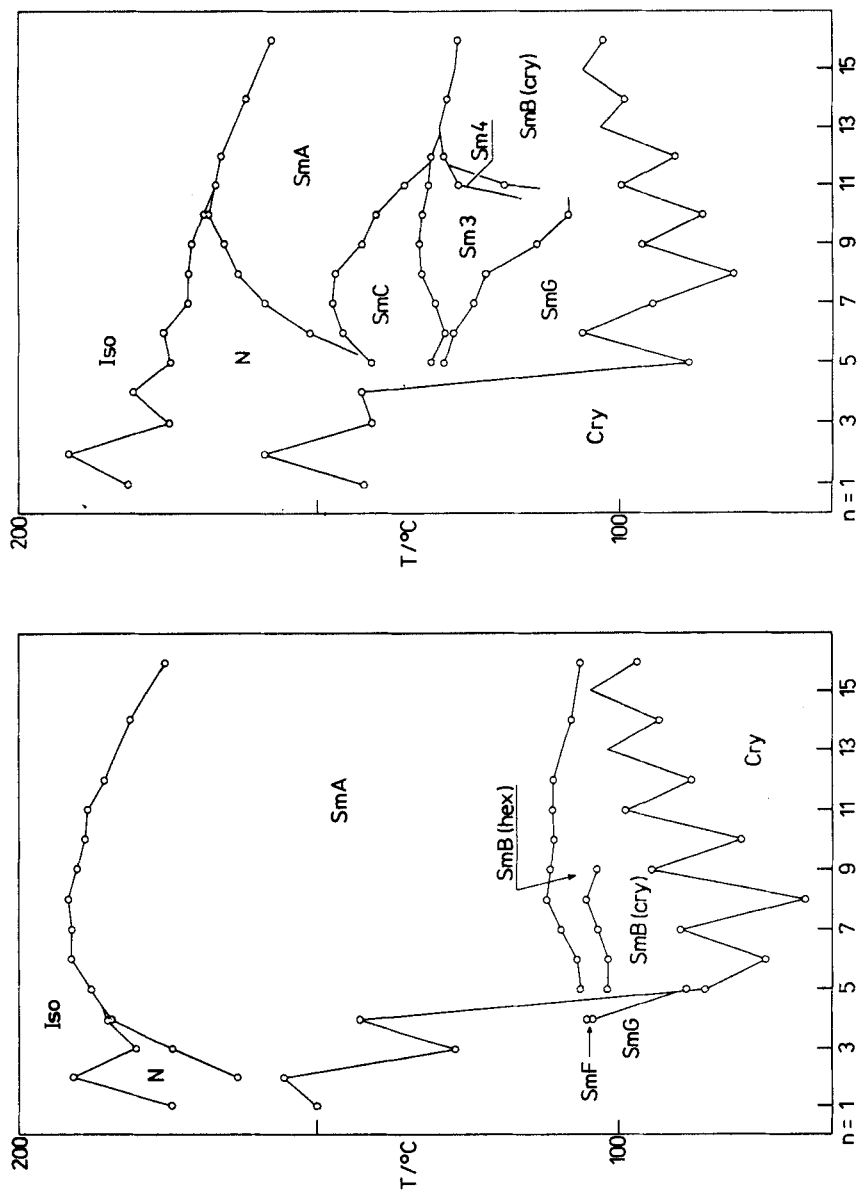 200
100
T/°C
n = 1
3
5
7
9
11
13
15
Iso
N
SmA
SmC
Sm3
Sm4
SmB (cry)
SmG
Cry
200
100
T/°C
n = 1
3
5
7
9
11
13
15
Iso
N
SmA
SmB (hex)
SmB (cry)
SmF
SmG
Cry